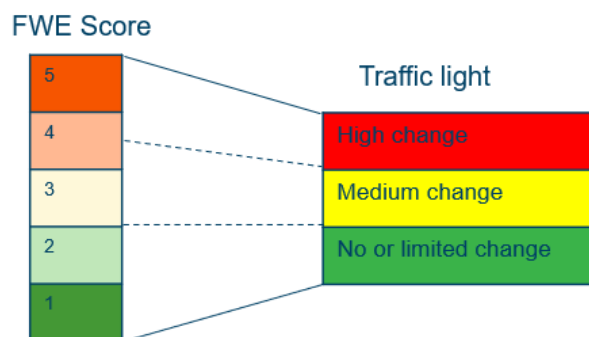 FWE Score
5
4
3
2
1
Traffic light
High change
Medium change
No or limited change